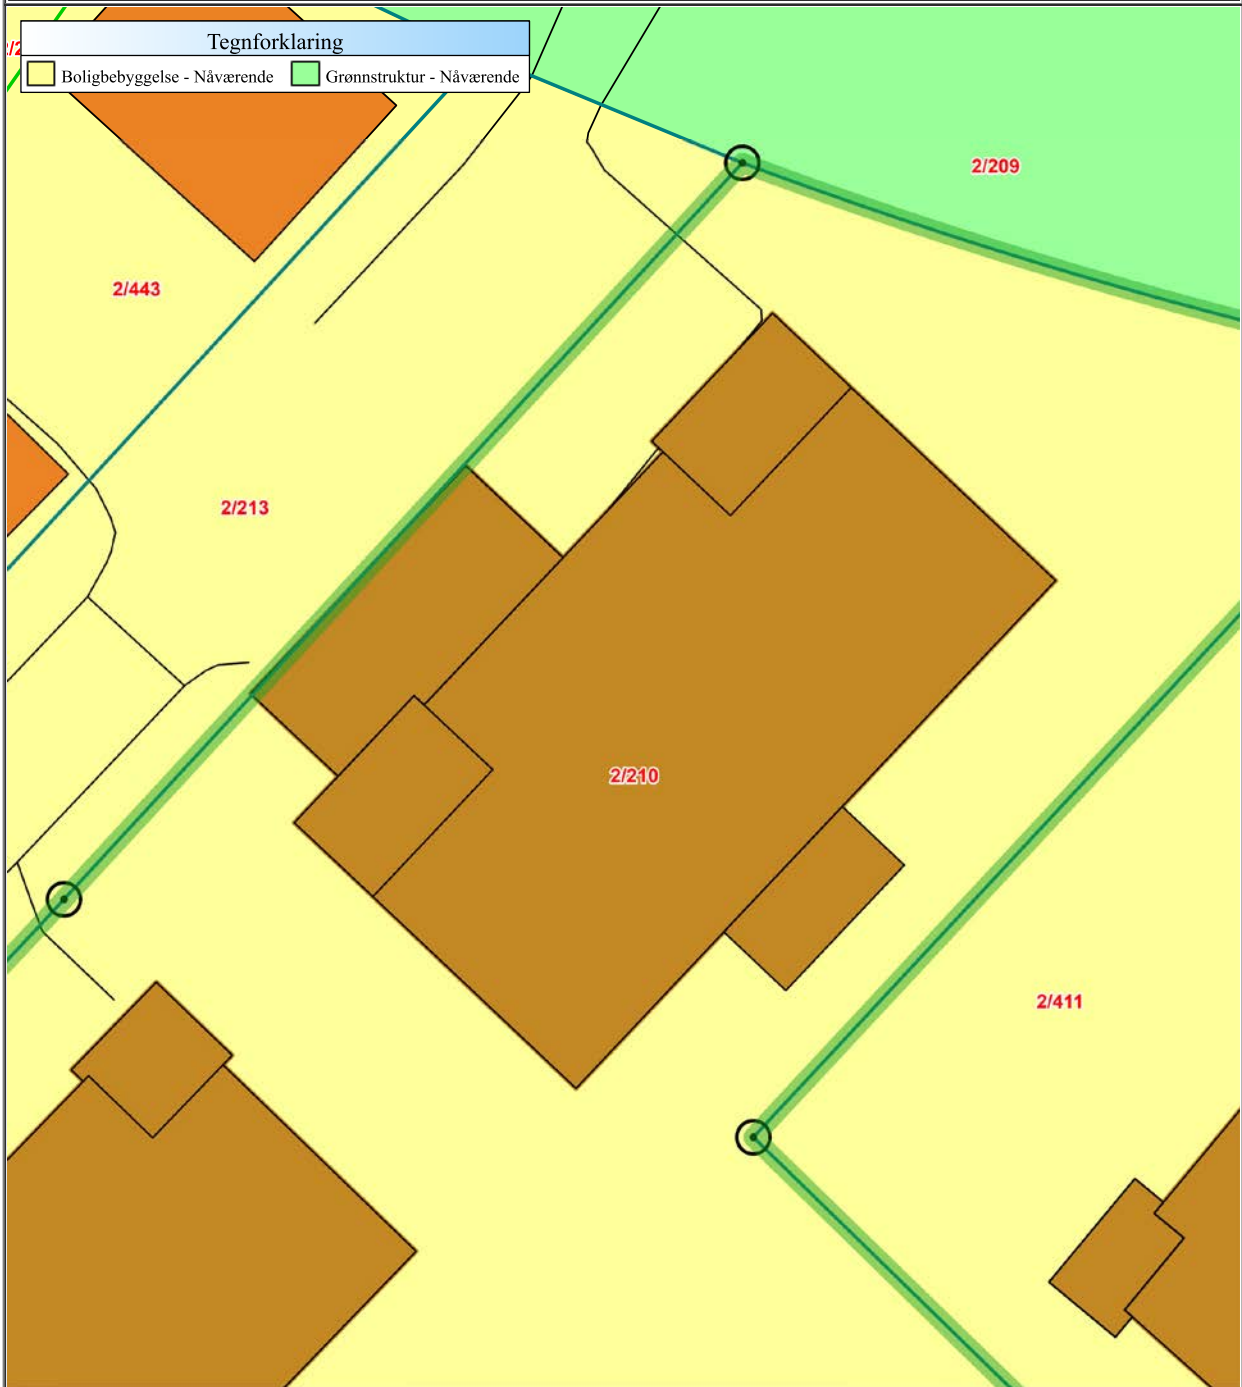 Tegnforklaring
Boligbebyggelse - Nåværende
Grønnstruktur - Nåværende
2/209
2/443
2/213
2/210
2/411